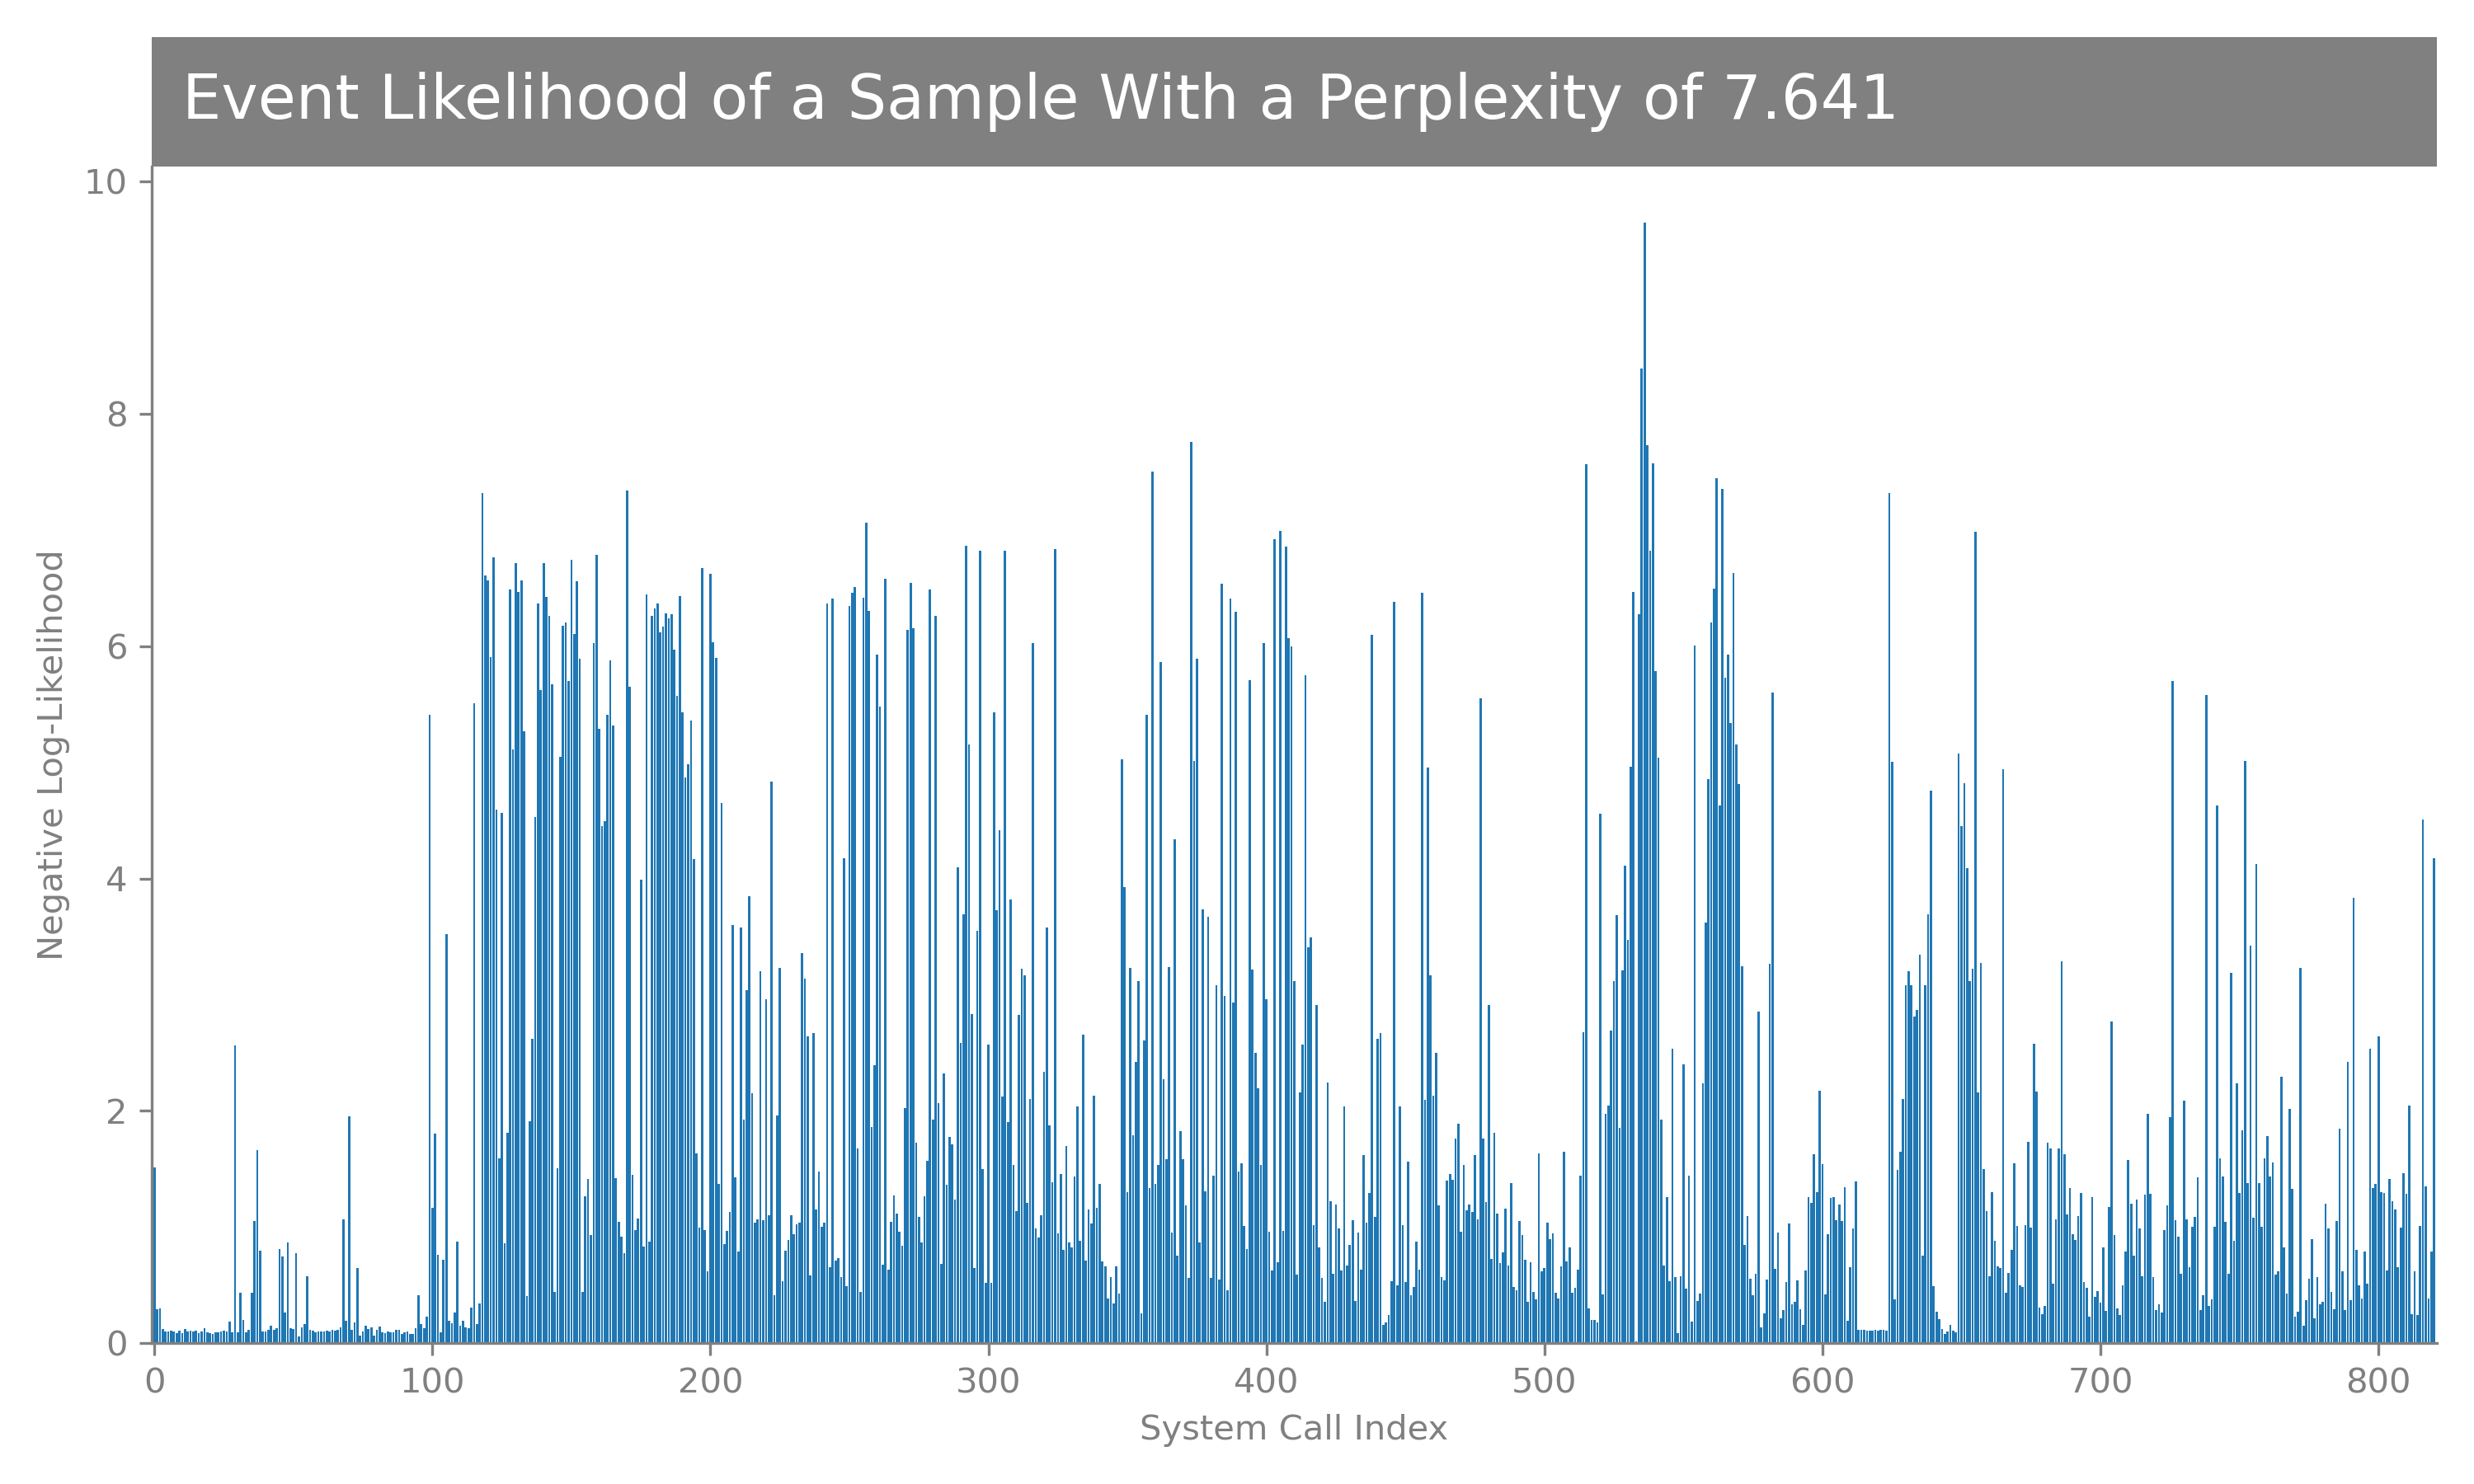 Event Likelihood of a Sample With a Perplexity of 7.641
10
8
6
4
2
0
Negative Log-Likelihood
0 100 200 300 400 500 600 700 800
System Call Index